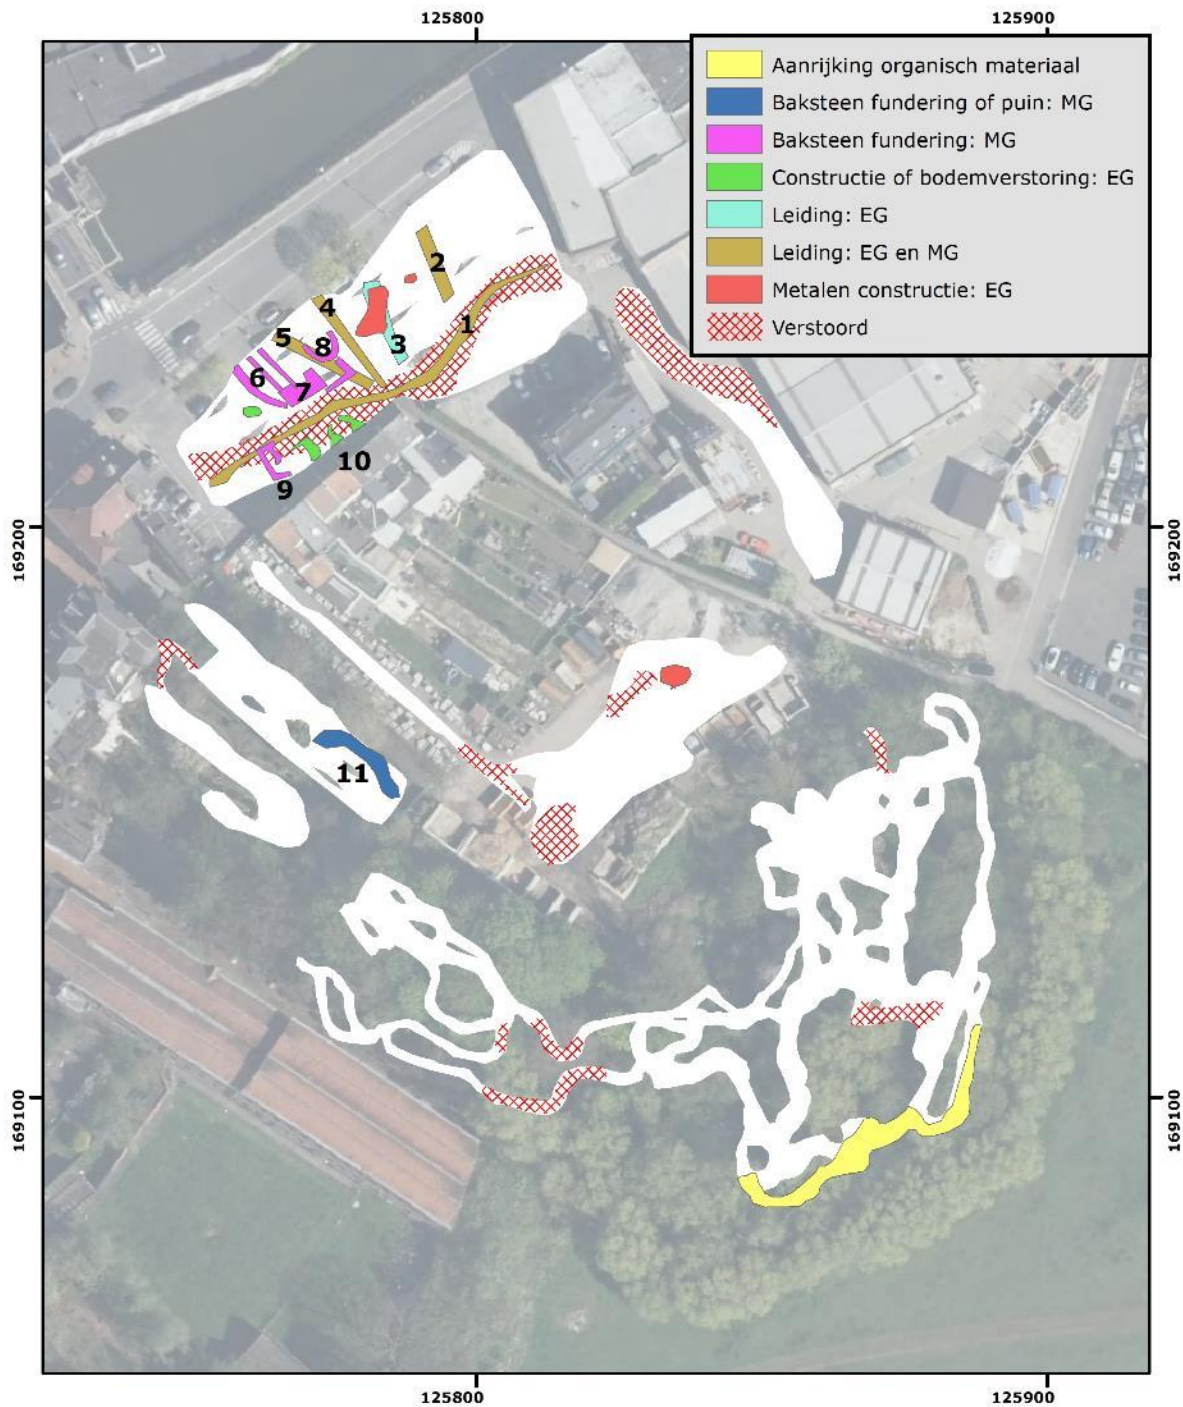 125800
125900
Aanrijking organisch materiaal
Baksteen fundering of puin: MG
Baksteen fundering: MG
Constructie of bodemverstoring: EG
Leiding: EG
Leiding: EG en MG
Metalen constructie: EG
Verstoord
2
4
1
5
8
3
6
7
10
9
169200
169200
11
169100
169100
125800
125900